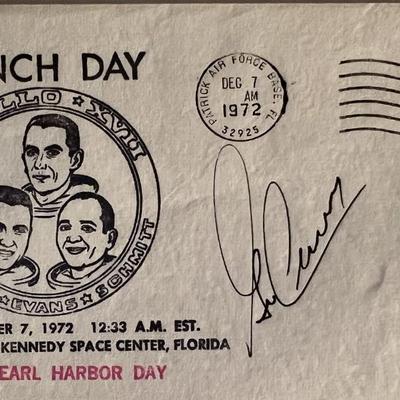 NCH DAY
LLO XVII
EVANS SCHMITT
PATRICK AIR FORCE BASE, FL
DEC 7
AM
1972
32925
ER 7, 1972 12:33 A.M. EST.
KENNEDY SPACE CENTER, FLORIDA
EARL HARBOR DAY